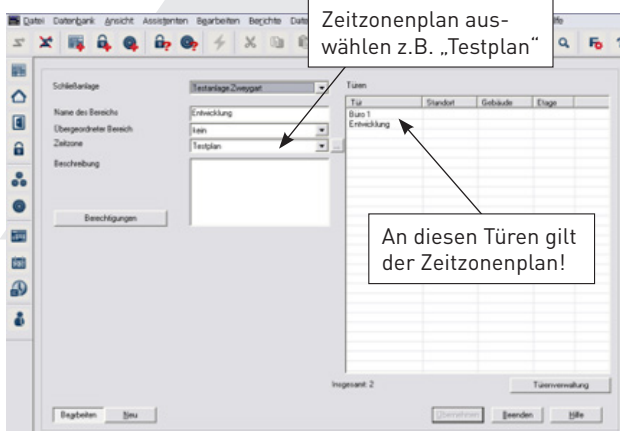 Datei Datenbank Ansicht Assistenten Bearbeiten Berichte
Zeitzonenplan aus-
wählen z.B. „Testplan“
Schließanlage
Testanlage Zweygart
Türen
Name des Bereichs
Entwicklung
Übergeordneter Bereich
kein
Zeitzone
Testplan
Beschreibung
Berechtigungen
Tür Standort Gebäude Etage
Büro 1
Entwicklung
An diesen Türen gilt
der Zeitzonenplan!
Insgesamt: 2
Türenverwaltung
Bearbeiten Neu
Übernehmen Beenden Hilfe